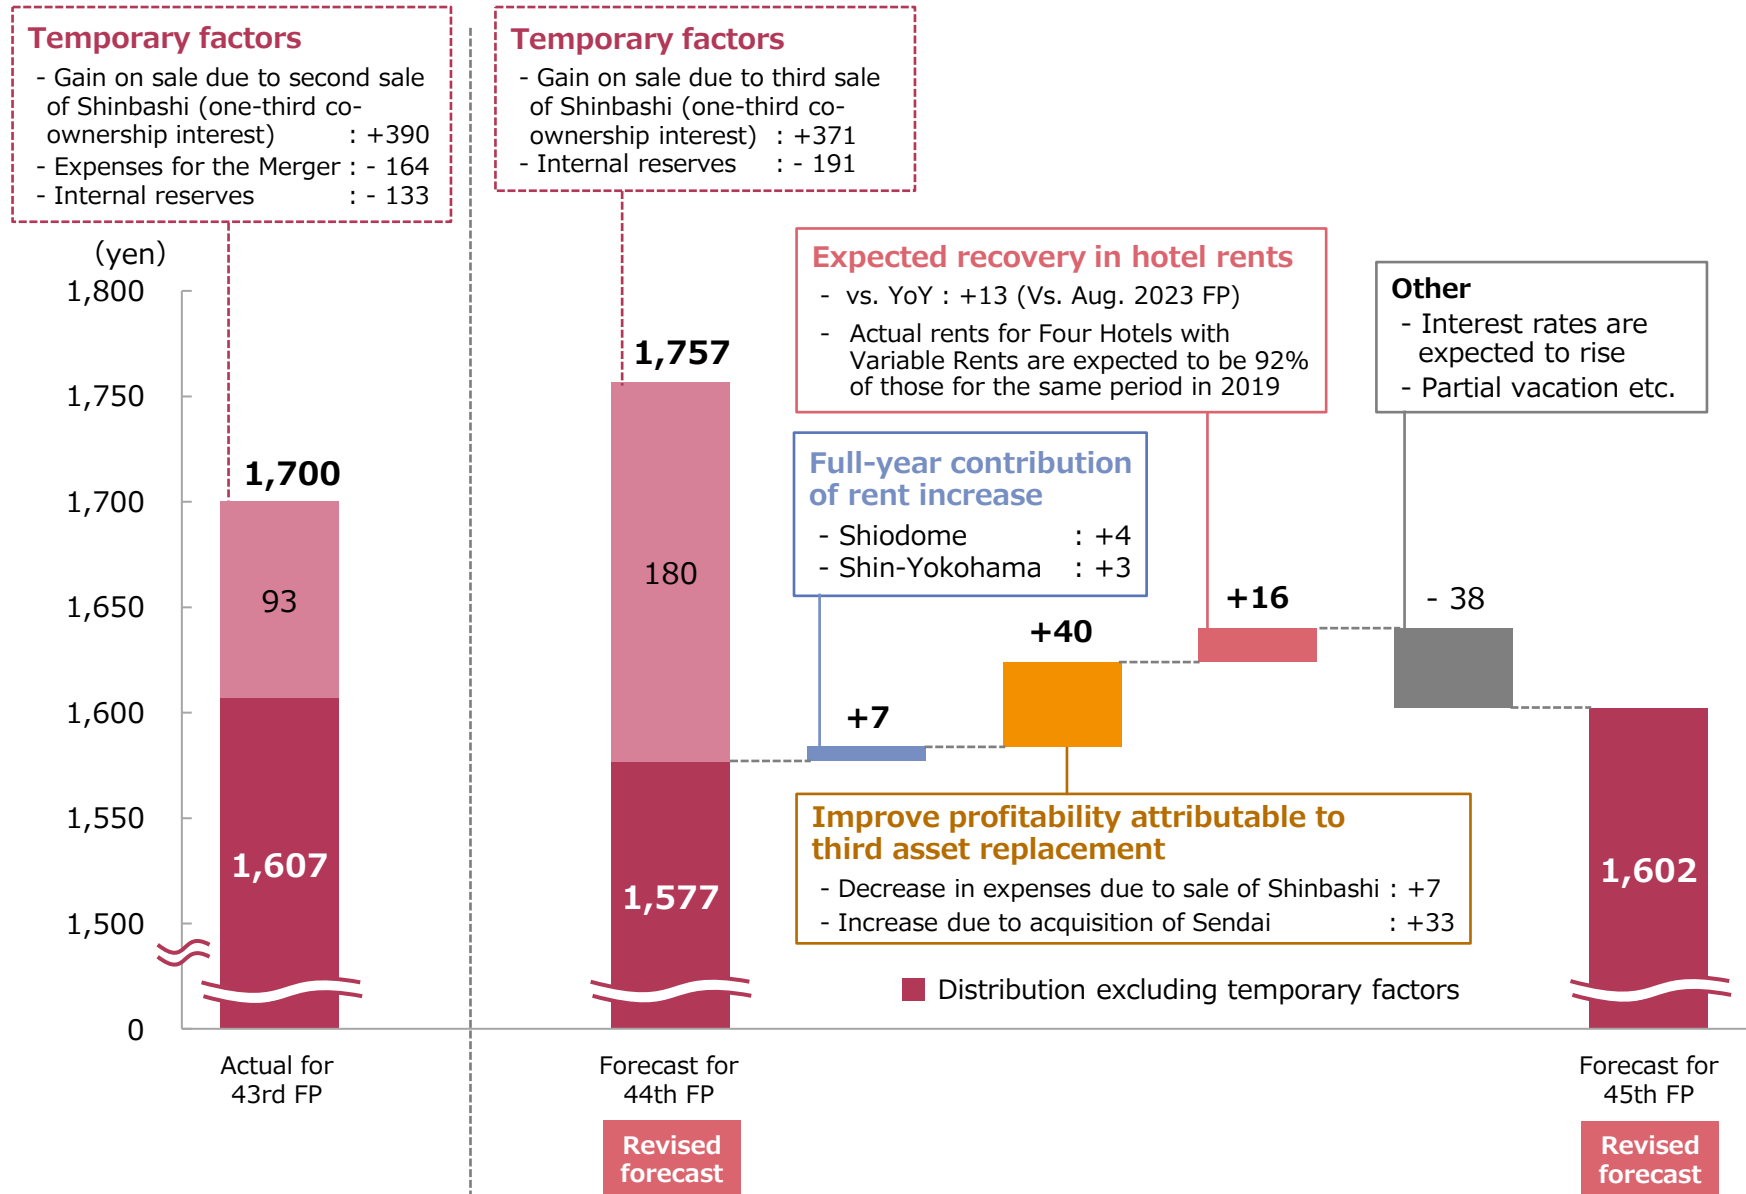 Temporary factors
- Gain on sale due to second sale
of Shinbashi (one-third co-
ownership interest) : +390
- Expenses for the Merger : - 164
- Internal reserves : - 133
Temporary factors
- Gain on sale due to third sale
of Shinbashi (one-third co-
ownership interest) : +371
- Internal reserves : - 191
(yen)
1,800
1,750
1,700
1,650
1,600
1,550
1,500
0
1,700
93
1,607
1,757
180
1,577
Expected recovery in hotel rents
- vs. YoY : +13 (Vs. Aug. 2023 FP)
- Actual rents for Four Hotels with
Variable Rents are expected to be 92%
of those for the same period in 2019
Other
- Interest rates are
expected to rise
- Partial vacation etc.
Full-year contribution
of rent increase
- Shiodome : +4
- Shin-Yokohama : +3
+7
+40
+16
- 38
Improve profitability attributable to
third asset replacement
- Decrease in expenses due to sale of Shinbashi : +7
- Increase due to acquisition of Sendai : +33
1,602
Distribution excluding temporary factors
Actual for
43rd FP
Forecast for
44th FP
Revised
forecast
Forecast for
45th FP
Revised
forecast